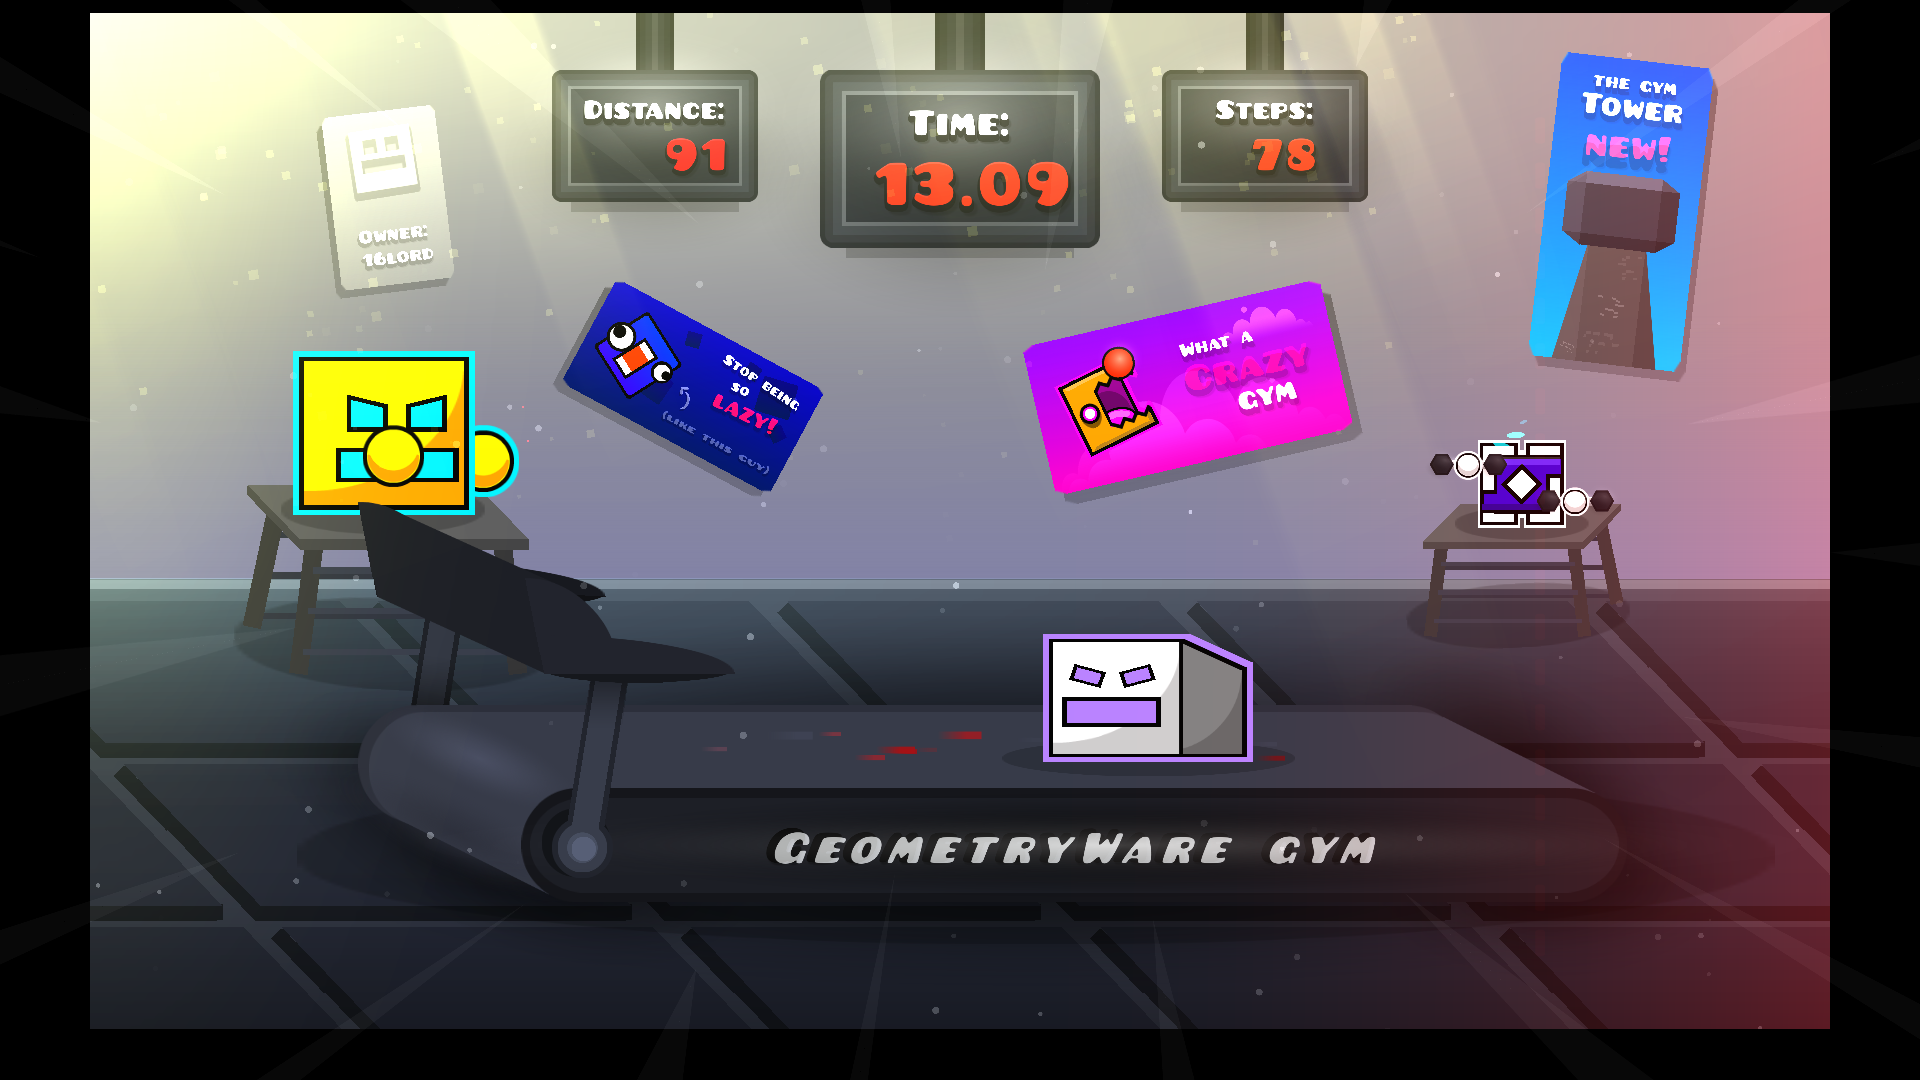 Distance:
91
Time:
13.09
Steps:
78
The Gym
Tower
NEW!
Owner:
16lord
Stop being
so
LAZY!
(Like this guy)
What a
CRAZY
GYM
GeometryWare Gym